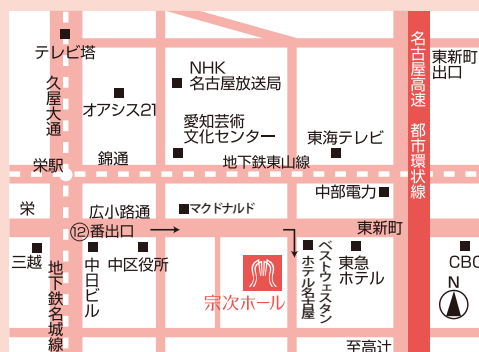 テレビ塔
久屋大通
オアシス21
NHK
名古屋放送局
愛知芸術
文化センター
東海テレビ
名古屋高速 都市環状線
東新町
出口
栄駅
錦通
地下鉄東山線
中部電力
栄
広小路通
⑫番出口
マクドナルド
東新町
三越
地下鉄名城線
中日ビル
中区役所
宗次ホール
ベストウェスタン
ホテル名古屋
東急
ホテル
CBC
N
至高辻